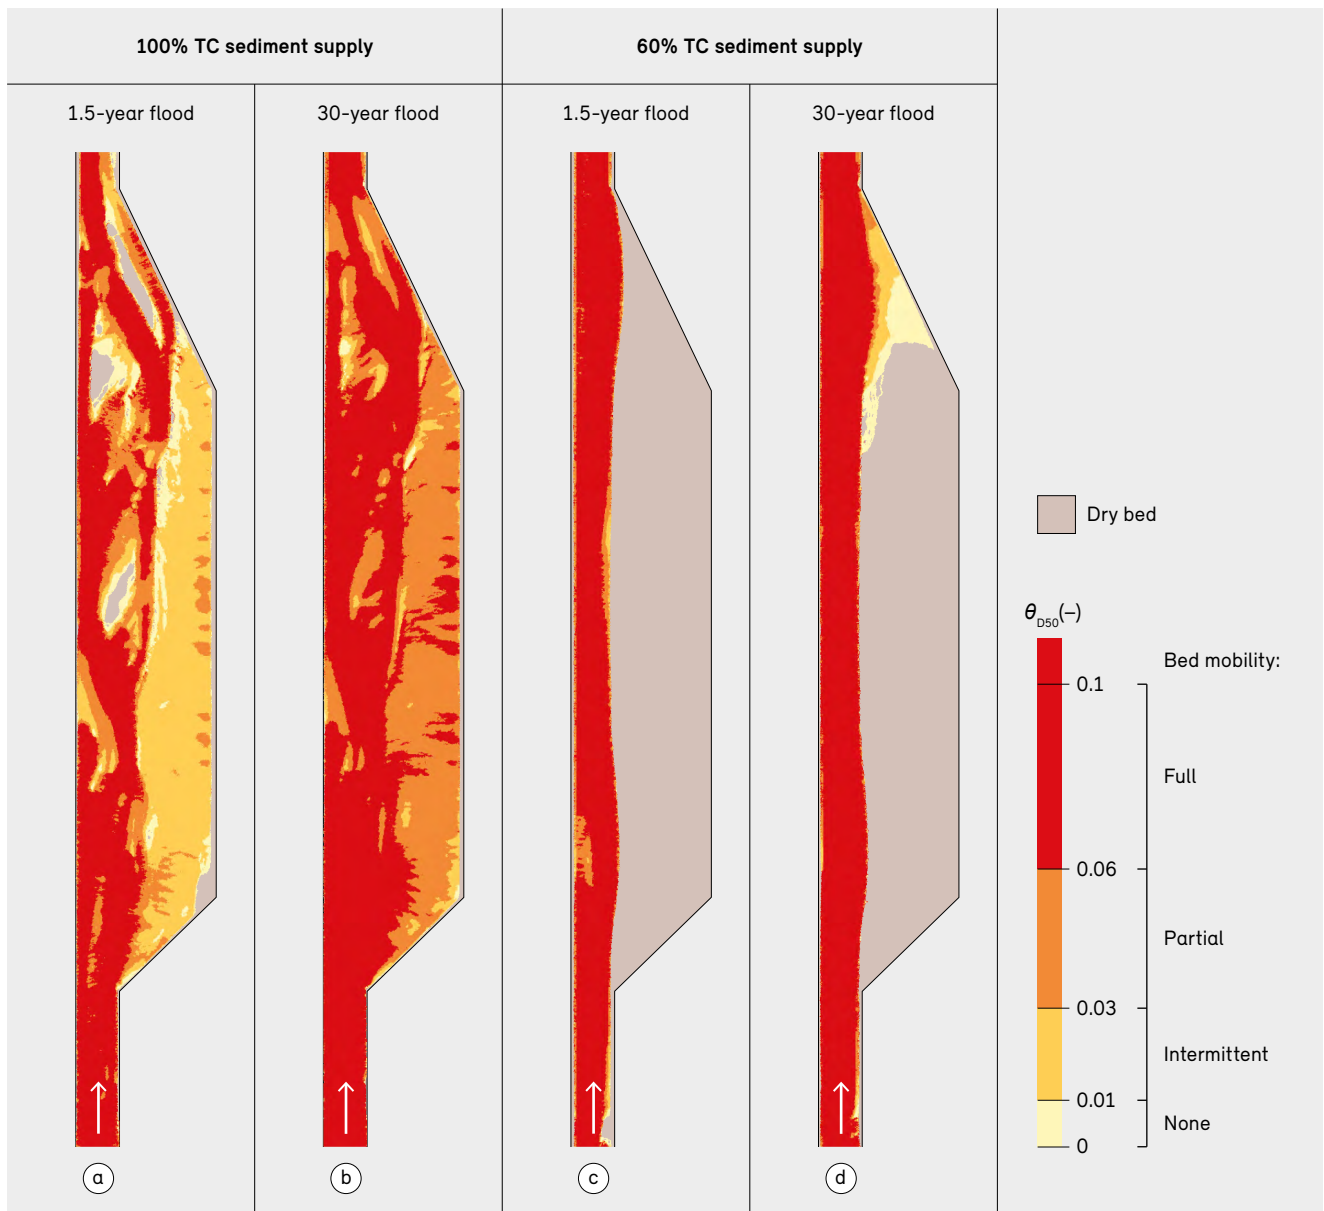 100% TC sediment supply
60% TC sediment supply
1.5-year flood
30-year flood
1.5-year flood
30-year flood
Dry bed
θD50(–)
Bed mobility:
0.1
Full
0.06
Partial
0.03
Intermittent
0.01
None
0
a
b
c
d